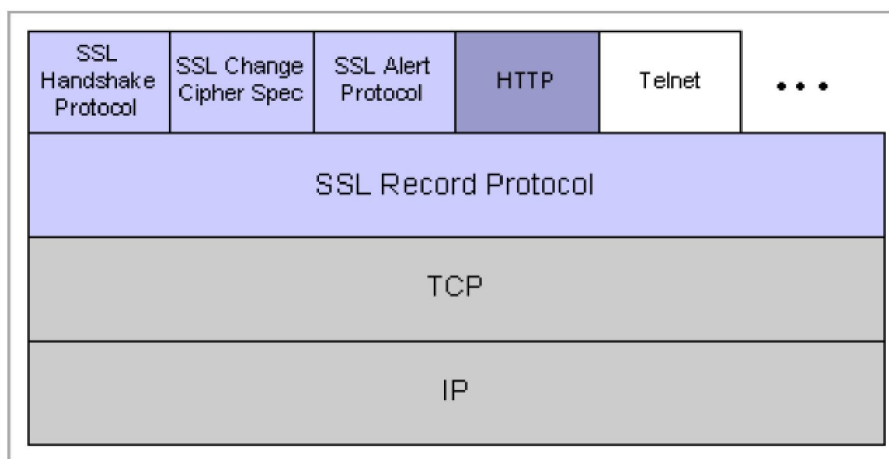 SSL
Handshake
Protocol
SSL Change
Cipher Spec
SSL Alert
Protocol
HTTP
Telnet
...
SSL Record Protocol
TCP
IP